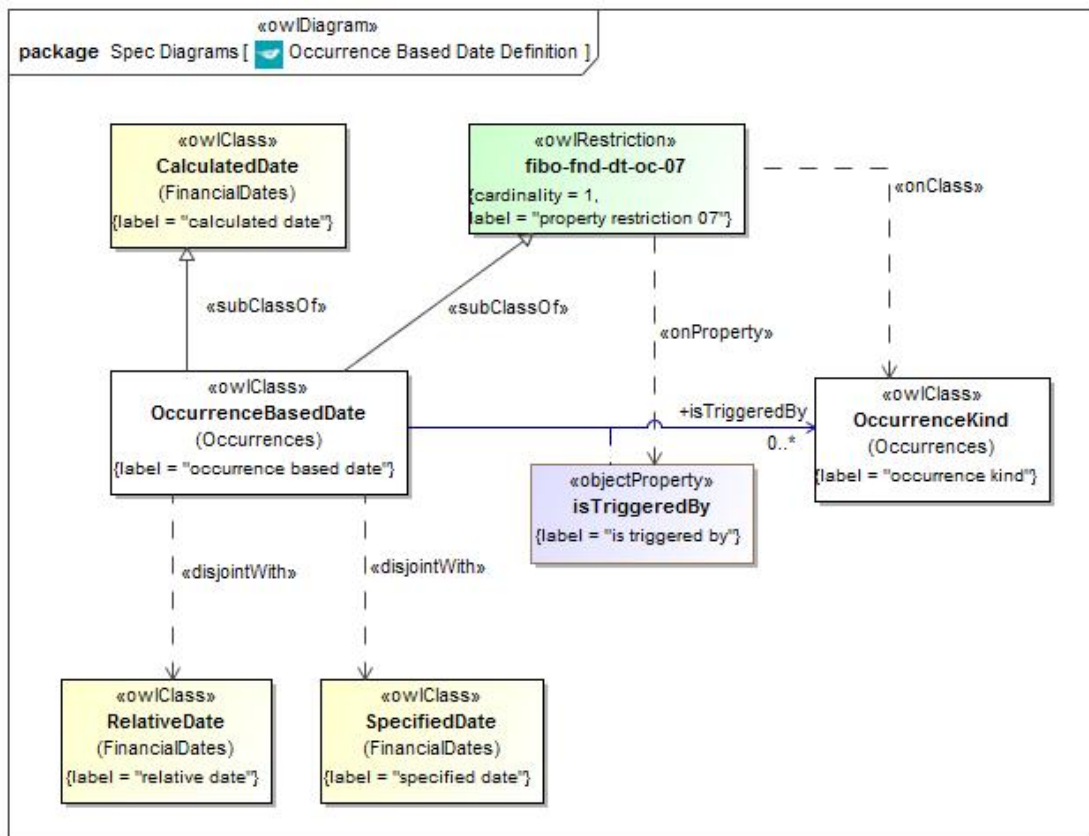 «owlDiagram»
package Spec Diagrams [ Occurrence Based Date Definition ]
«owlClass»
CalculatedDate
(FinancialDates)
{label = "calculated date"}
«owlRestriction»
fibo-fnd-dt-oc-07
{cardinality = 1,
label = "property restriction 07"}
«onClass»
«subClassOf»
«subClassOf»
«onProperty»
«owlClass»
OccurrenceBasedDate
(Occurrences)
{label = "occurrence based date"}
+isTriggeredBy
0..*
«owlClass»
OccurrenceKind
(Occurrences)
{label = "occurrence kind"}
«objectProperty»
isTriggeredBy
{label = "is triggered by"}
«disjointWith»
«disjointWith»
«owlClass»
RelativeDate
(FinancialDates)
{label = "relative date"}
«owlClass»
SpecifiedDate
(FinancialDates)
{label = "specified date"}